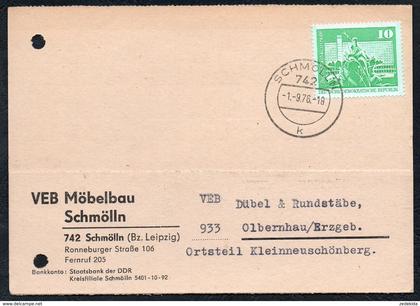 10
DEUTSCHE DEMOKRATISCHE REPUBLIK
SCHMÖLLN
742
-1.-9.76.-18
k
VEB Möbelbau
Schmölln
742 Schmölln (Bz. Leipzig)
Ronneburger Straße 106
Fernruf 205
Bankkonto: Staatsbank der DDR
Kreisfiliale Schmölln 5401-10-92
VEB Dübel & Rundstäbe,
933 Olbernhau/Erzgeb.
Ortsteil Kleinneuschönberg.